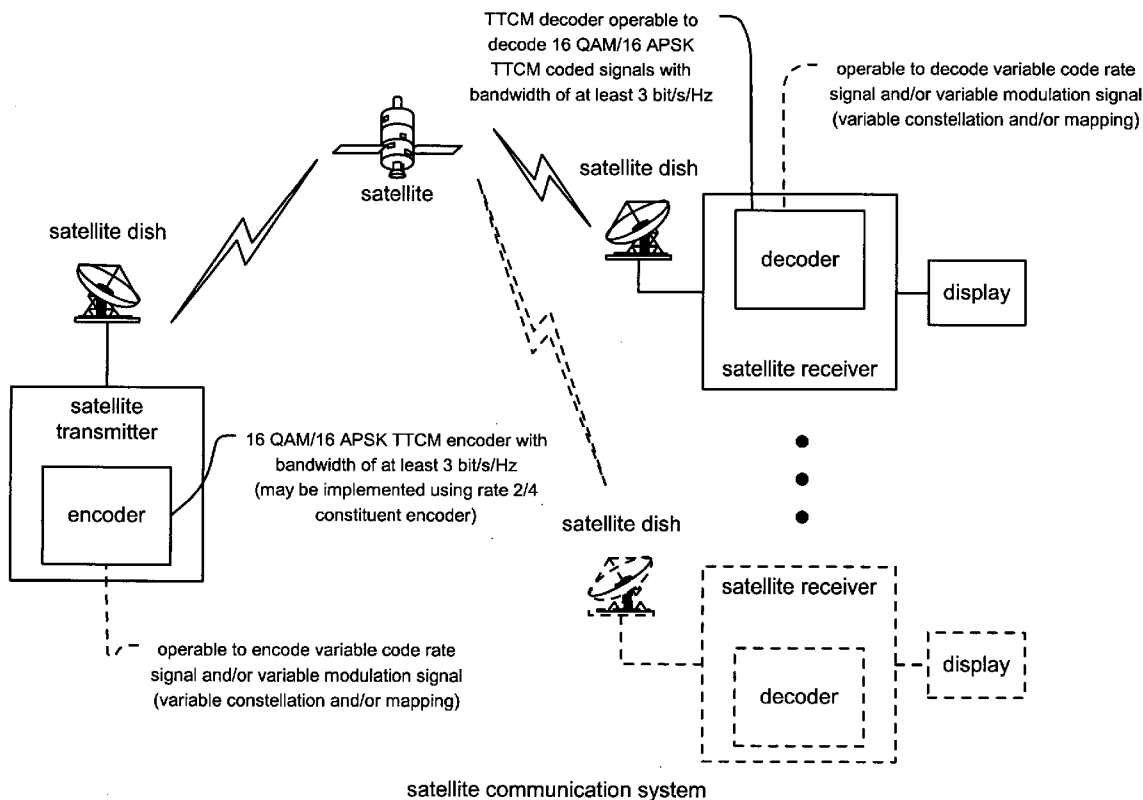 TTCM decoder operable to
decode 16 QAM/16 APSK
TTCM coded signals with
bandwidth of at least 3 bit/s/Hz
operable to decode variable code rate
signal and/or variable modulation signal
(variable constellation and/or mapping)
satellite
satellite dish
decoder
display
satellite receiver
satellite dish
satellite
transmitter
encoder
16 QAM/16 APSK TTCM encoder with
bandwidth of at least 3 bit/s/Hz
(may be implemented using rate 2/4
constituent encoder)
operable to encode variable code rate
signal and/or variable modulation signal
(variable constellation and/or mapping)
satellite dish
satellite receiver
decoder
display
satellite communication system